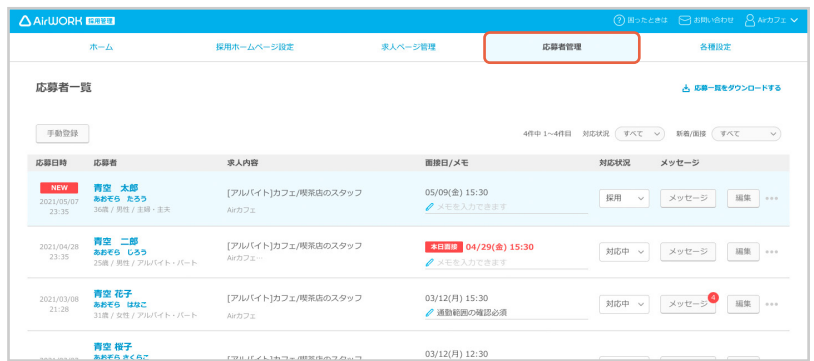 AirWORK 採用管理
困ったときは お問い合わせ Airカフェ
ホーム 採用ホームページ設定 求人ページ管理 応募者管理 各種設定
応募者一覧
応募一覧をダウンロードする
手動登録
4件中 1〜4件目 対応状況 すべて 新着/面接 すべて
応募日時 応募者 求人内容 面接日/メモ 対応状況 メッセージ
NEW
2021/05/07
23:35
青空 太郎
あおぞら たろう
36歳 / 男性 / 主婦・主夫
[アルバイト]カフェ/喫茶店のスタッフ
Airカフェ
05/09(金) 15:30
メモを入力できます
採用 メッセージ 編集
2021/04/28
23:35
青空 二郎
あおぞら じろう
25歳 / 男性 / アルバイト・パート
[アルバイト]カフェ/喫茶店のスタッフ
Airカフェ…
本日面接 04/29(金) 15:30
メモを入力できます
対応中 メッセージ 編集
2021/03/08
21:28
青空 花子
あおぞら はなこ
31歳 / 女性 / アルバイト・パート
[アルバイト]カフェ/喫茶店のスタッフ
Airカフェ
03/12(月) 15:30
通勤範囲の確認必須
対応中 メッセージ 4 編集
青空 桜子
あおぞら さくらこ
[アルバイト]カフェ/喫茶店のスタッフ
03/12(月) 12:30